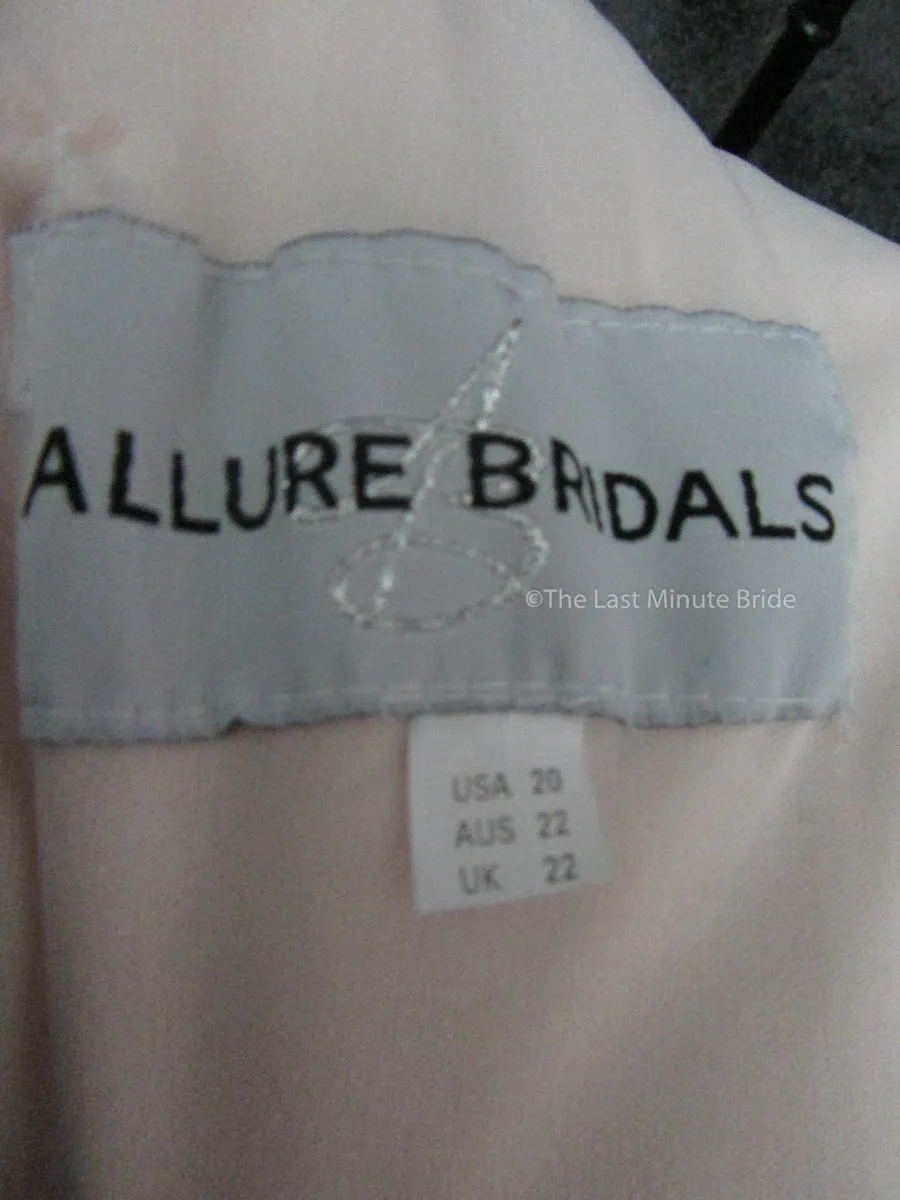 ALLURE BRIDALS
©The Last Minute Bride
USA 20
AUS 22
UK 22